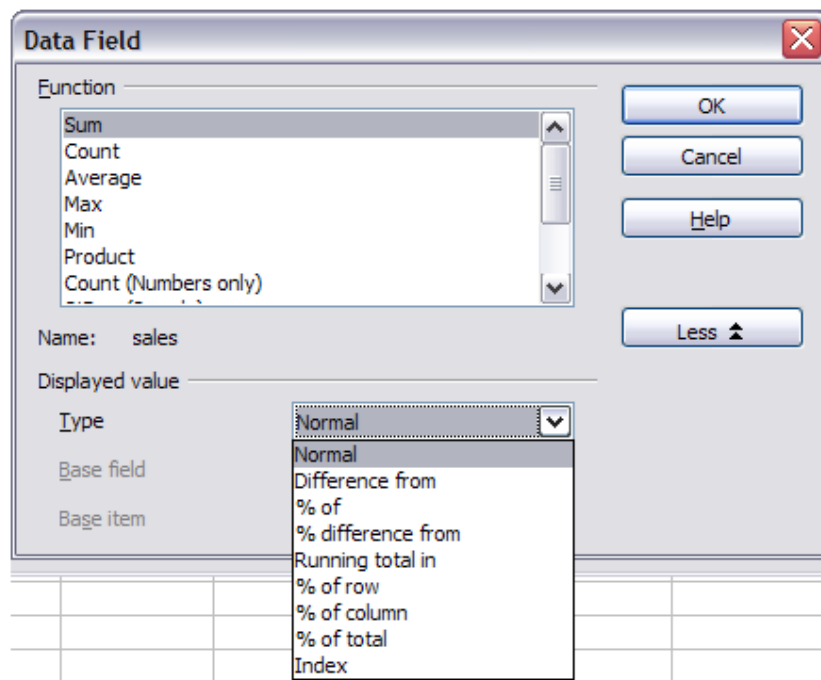 Data Field
Function
OK
Sum
Count
Cancel
Average
Max
Help
Min
Product
Count (Numbers only)
Less
Name: sales
Displayed value
Type Normal
Normal
Base field
Difference from
% of
Base item
% difference from
Running total in
% of row
% of column
% of total
Index